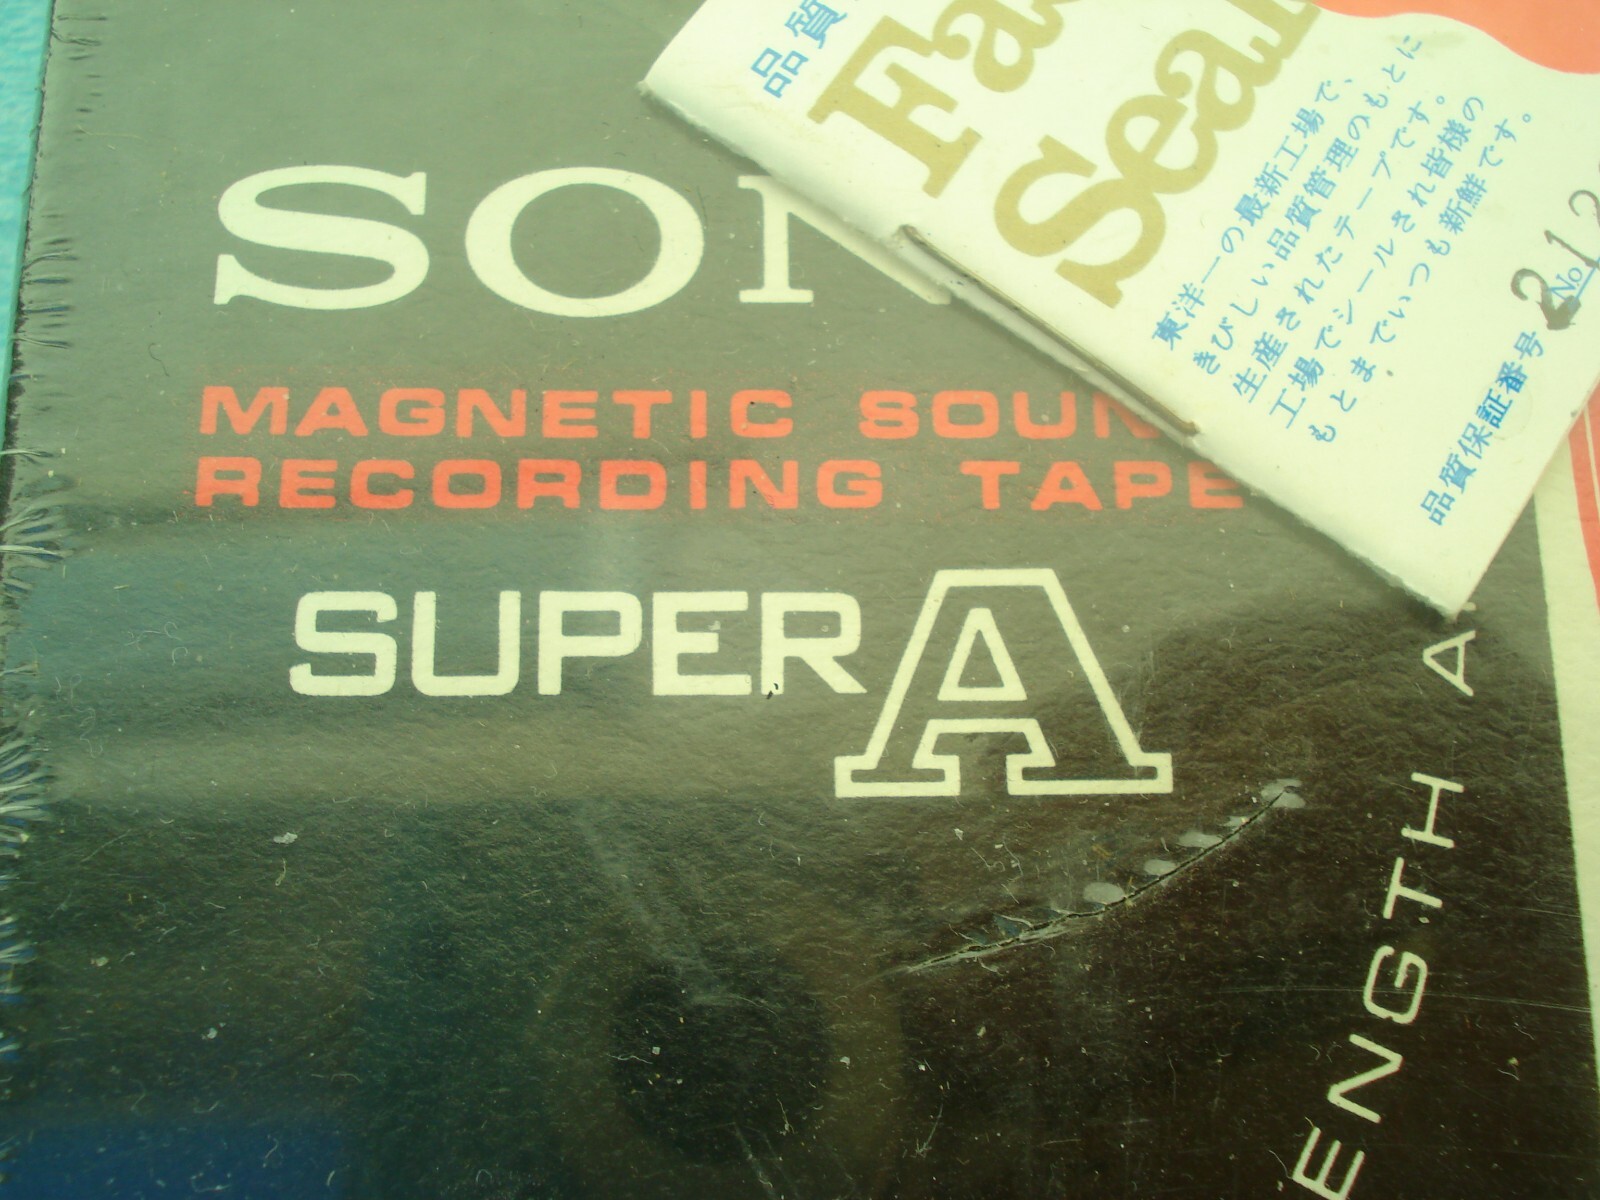 SON
MAGNETIC SOUN
RECORDING TAPE
SUPER A
ENGTH A
品質
Fa
Seal
東洋一の最新工場で、
きびしい品質管理のもとに
生産されたテープです。
工場でシールされ皆様の
もとまでいつも新鮮です。
品質保証番号 No. 212